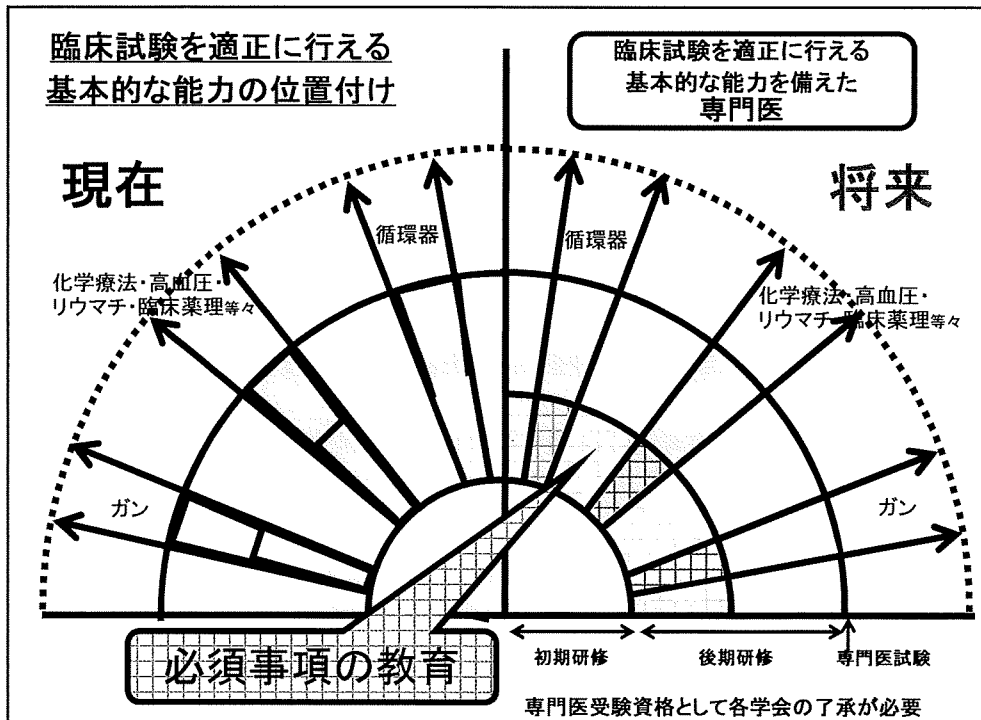 臨床試験を適正に行える
基本的な能力の位置付け
臨床試験を適正に行える
基本的な能力を備えた
専門医
現在
将来
循環器
循環器
化学療法・高血圧・
リウマチ・臨床薬理等々
化学療法・高血圧・
リウマチ・臨床薬理等々
ガン
ガン
必須事項の教育
初期研修
後期研修
専門医試験
専門医受験資格として各学会の了承が必要